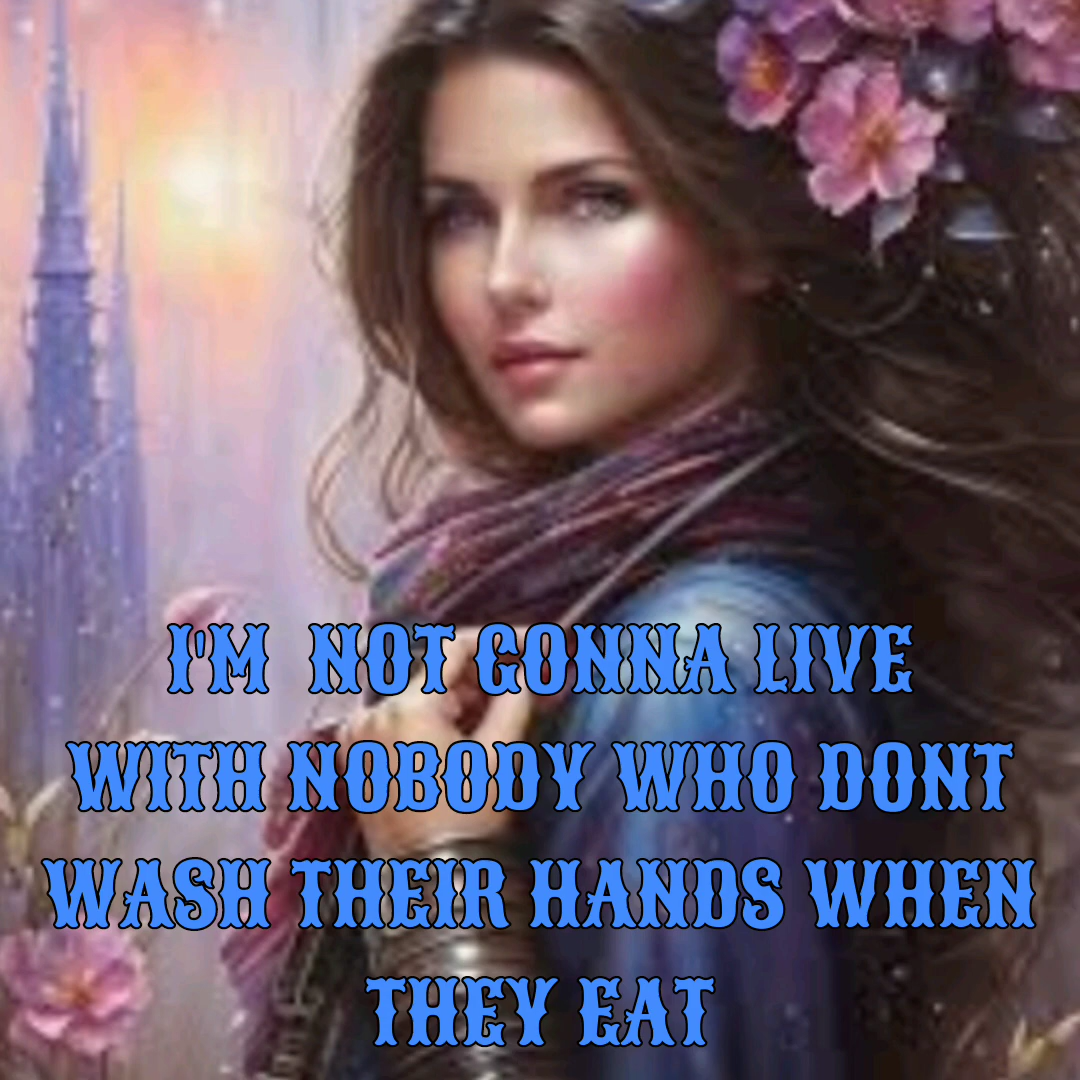 I'M NOT GONNA LIVE
WITH NOBODY WHO DONT
WASH THEIR HANDS WHEN
THEY EAT